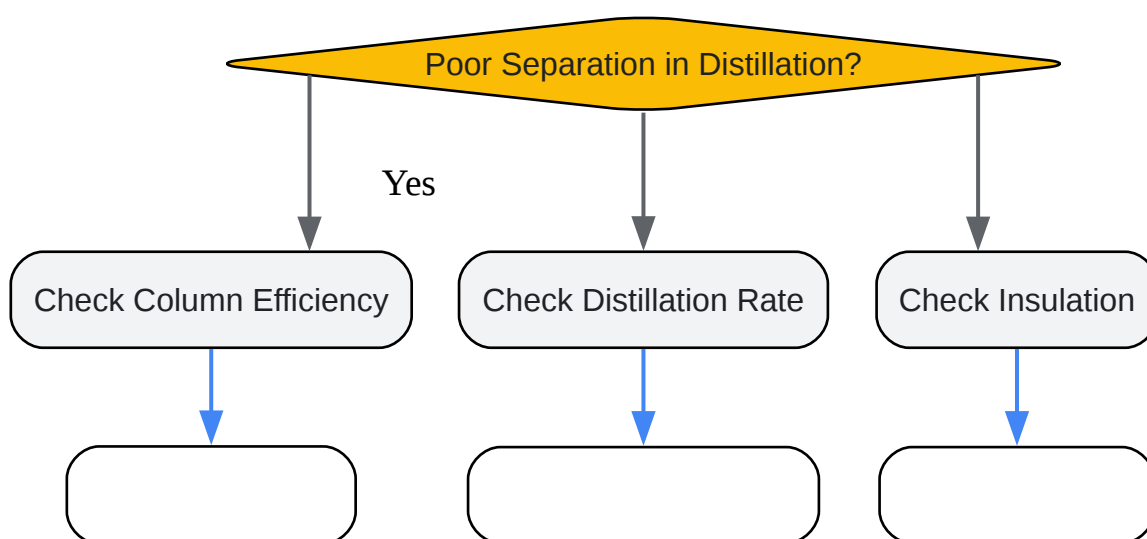 Poor Separation in Distillation?
Yes
Check Column Efficiency
Check Distillation Rate
Check Insulation